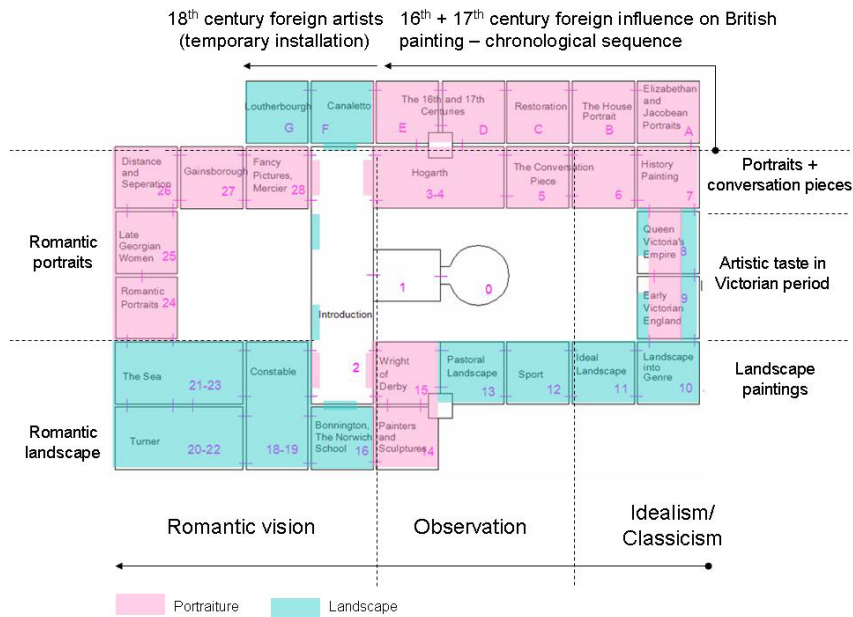 18th century foreign artists
(temporary installation)
16th + 17th century foreign influence on British
painting – chronological sequence
Loutherbourgh
G
Canaletto
F
The 16th and 17th
Centuries
E
D
Restoration
C
The House
Portrait
B
Elizabethan
and
Jacobean
Portraits
A
Distance
and
Seperation
26
Gainsborough
27
Fancy
Pictures,
Mercier
28
Hogarth
3-4
The Conversation
Piece
5
6
History
Painting
7
Portraits +
conversation pieces
Romantic
portraits
Late
Georgian
Women
25
Romantic
Portraits
24
1
0
Introduction
2
Queen
Victoria's
Empire
8
Early
Victorian
England
9
Artistic taste in
Victorian period
The Sea
21-23
Constable
18-19
Wright
of
Derby
15
Pastoral
Landscape
13
Sport
12
Ideal
Landscape
11
Landscape
into
Genre
10
Landscape
paintings
Romantic
landscape
Turner
20-22
Bonnington,
The Norwich
School
16
Painters
and
Sculptures
14
Romantic vision
Observation
Idealism/
Classicism
Portraiture
Landscape